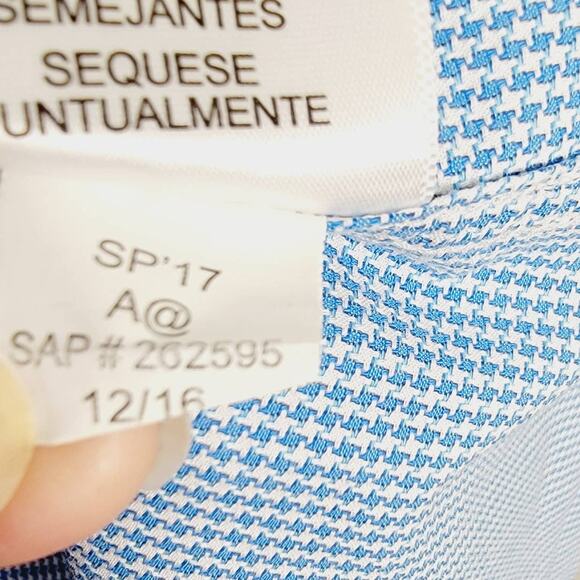 SEMEJANTES
SEQUESE
UNTUALMENTE
SP'17
A@
SAP # 262595
12/16